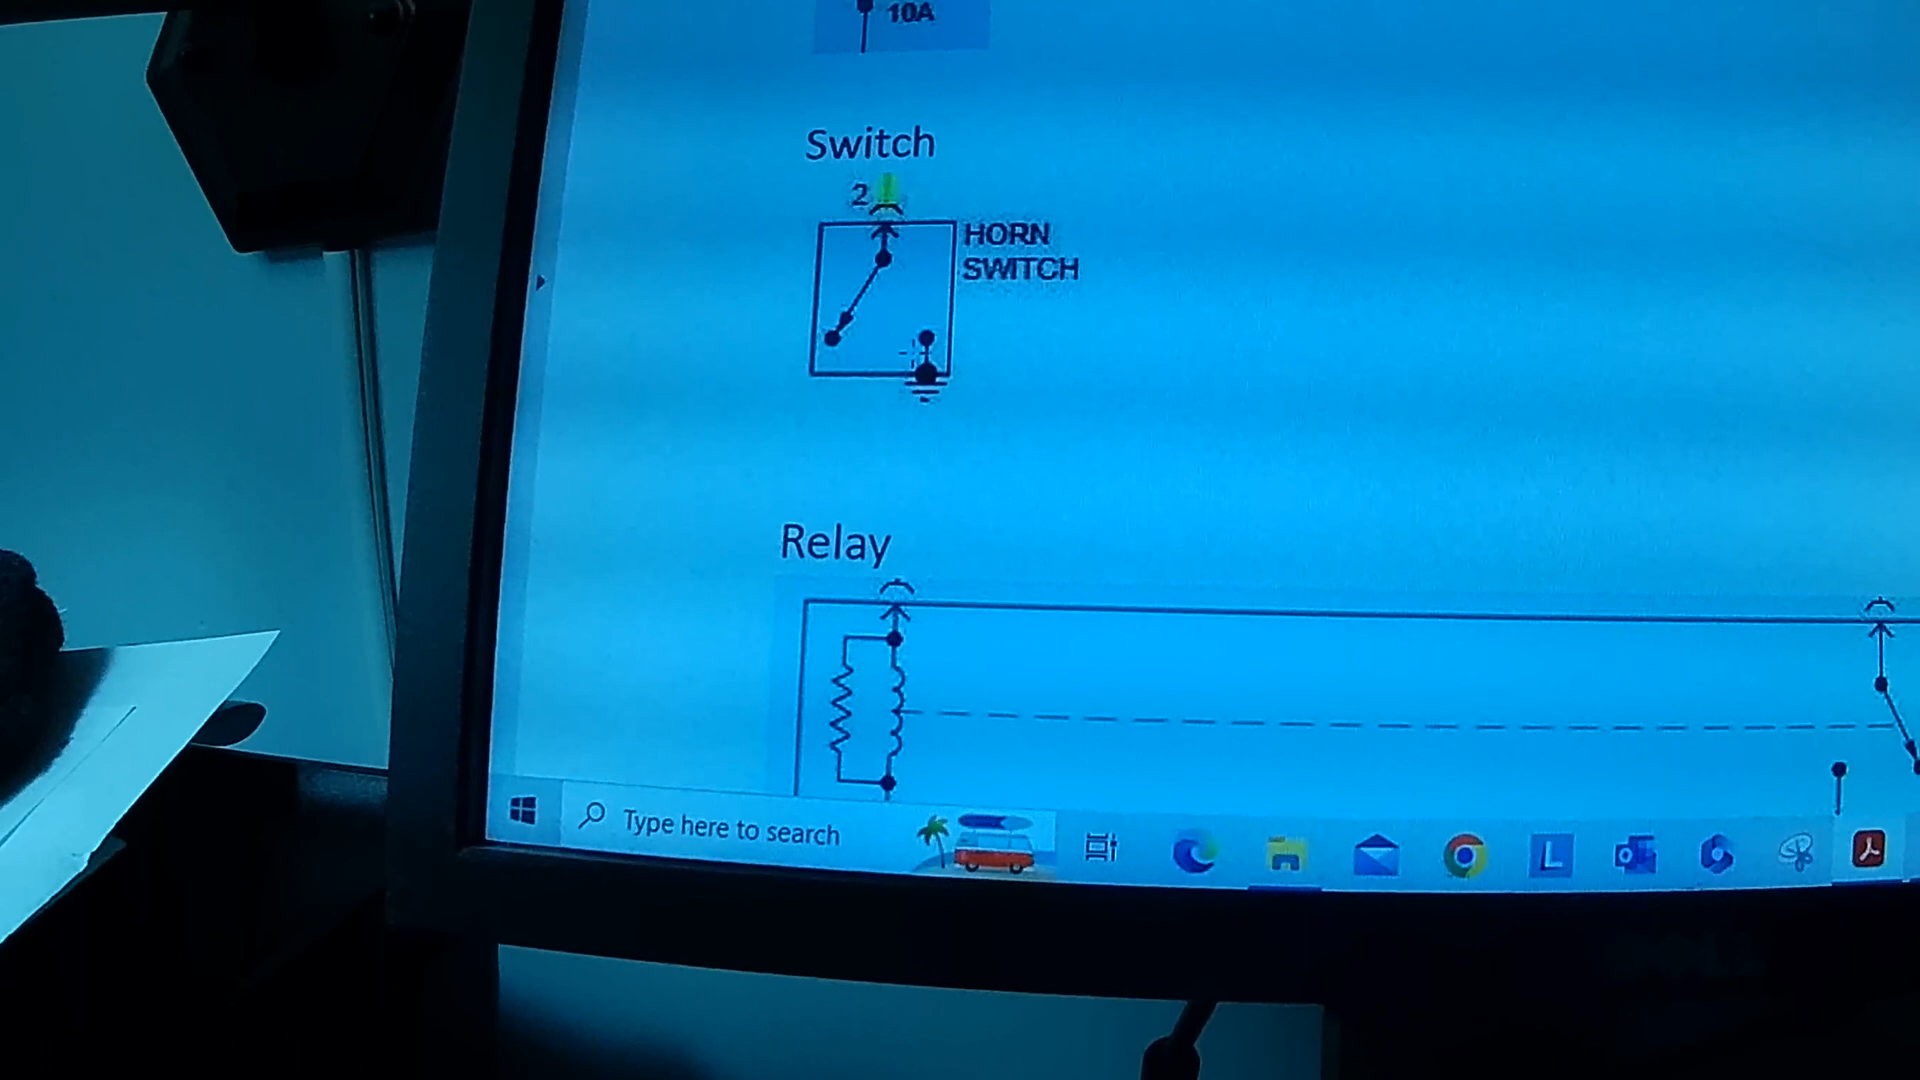 10A
Switch
2
HORN
SWITCH
Relay
Type here to search
L